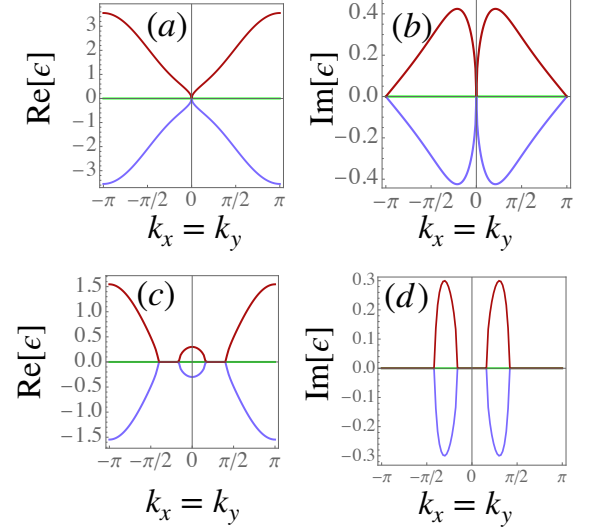 (a)
Re[ϵ]
3
2
1
0
−1
−2
−3
−π −π/2 0 π/2 π
k_x = k_y
(b)
Im[ϵ]
0.4
0.2
0.0
−0.2
−0.4
−π −π/2 0 π/2 π
k_x = k_y
(c)
Re[ϵ]
1.5
1.0
0.5
0.0
−0.5
−1.0
−1.5
−π −π/2 0 π/2 π
k_x = k_y
(d)
Im[ϵ]
0.3
0.2
0.1
0.0
−0.1
−0.2
−0.3
−π −π/2 0 π/2 π
k_x = k_y